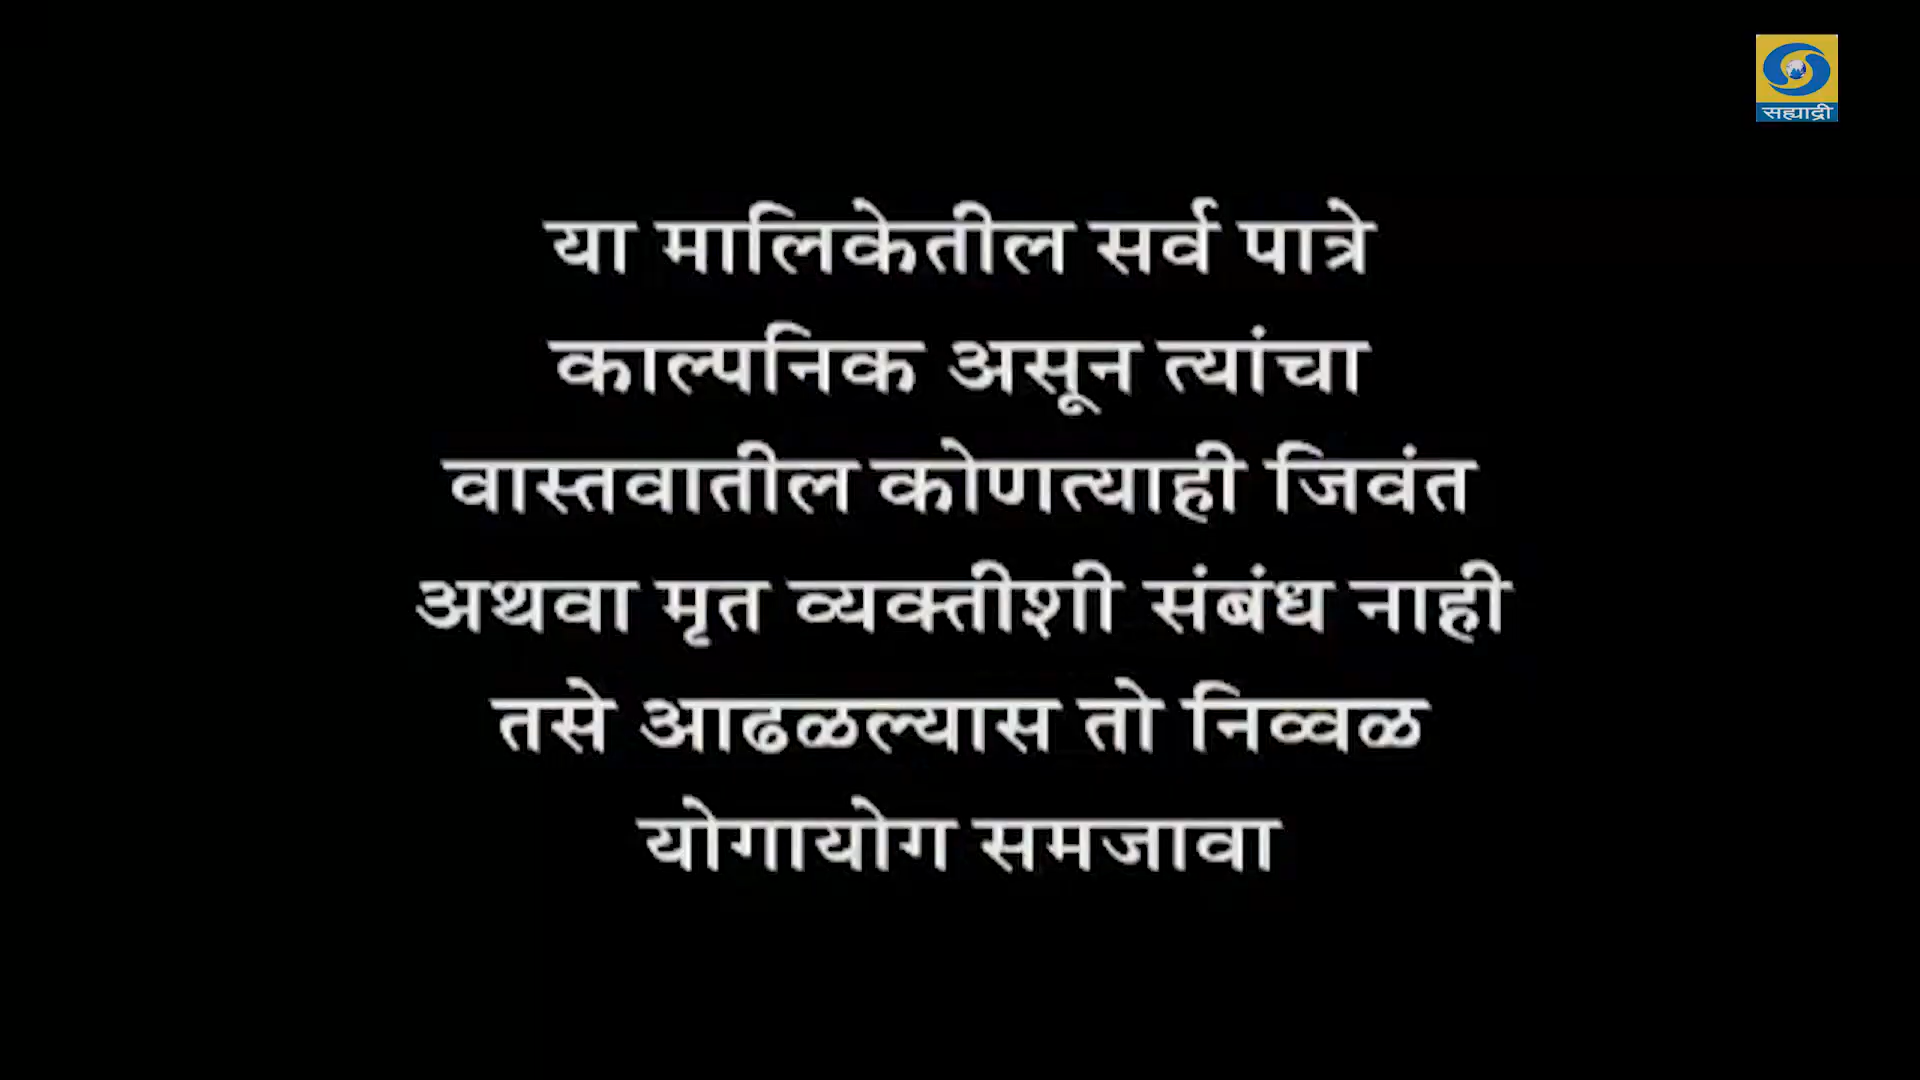 सह्याद्री
या मालिकेतील सर्व पात्रे
काल्पनिक असून त्यांचा
वास्तवातील कोणत्याही जिवंत
अथवा मृत व्यक्तीशी संबंध नाही
तसे आढळल्यास तो निव्वळ
योगायोग समजावा